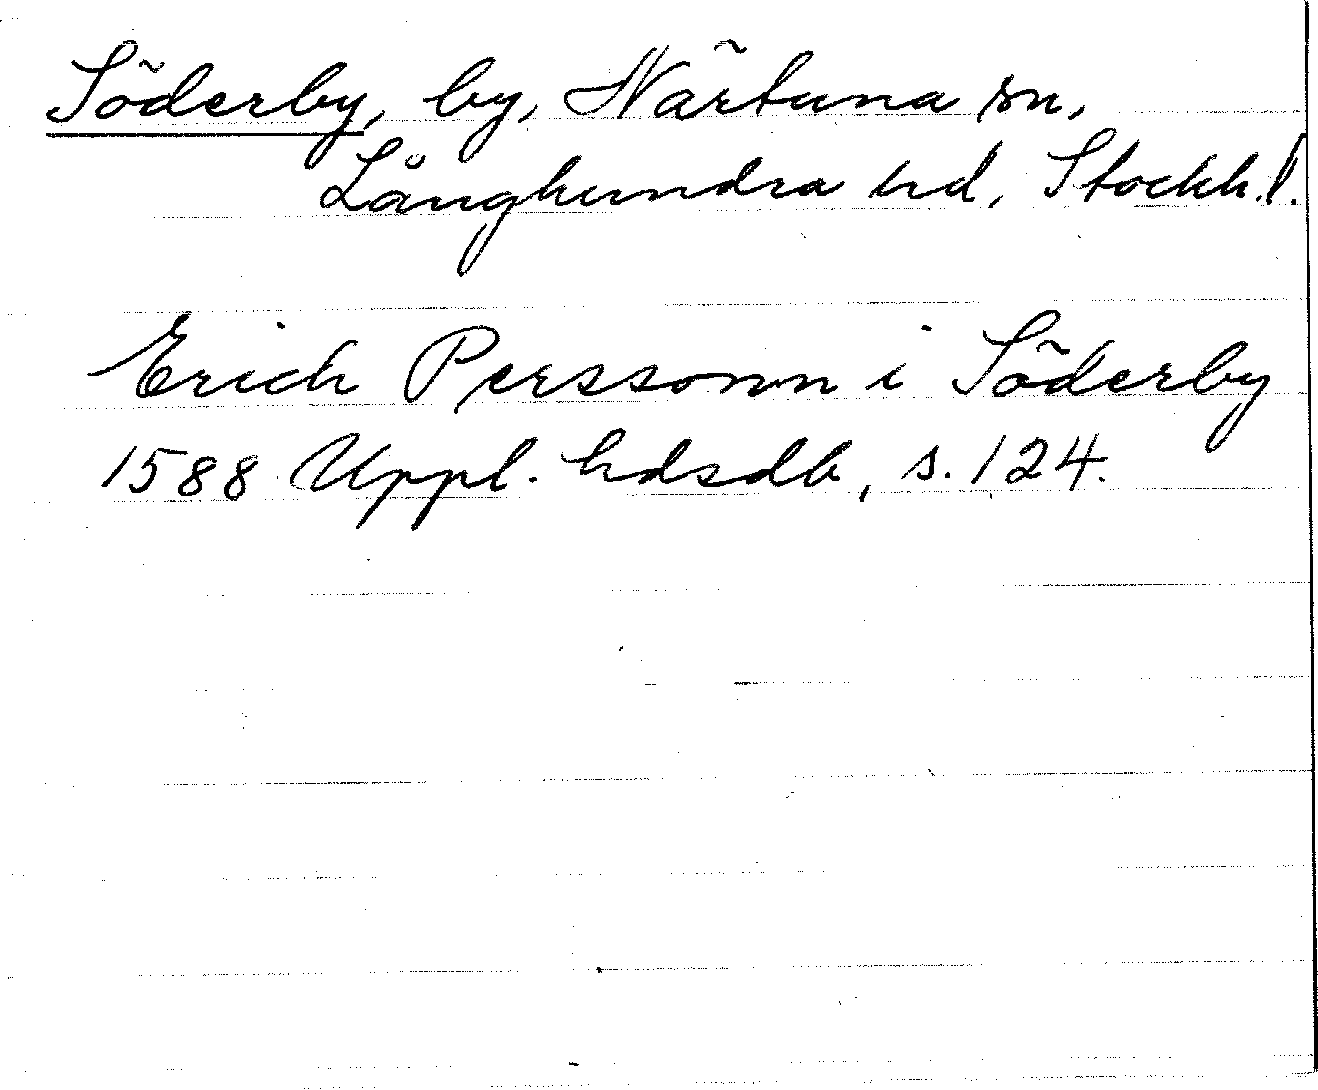 Söderby, by, Närtuna sn,
Långhundra hd, Stockh. l.
Erich Perssonn i Söderby
1588 Uppl. hdsdb, s. 124.